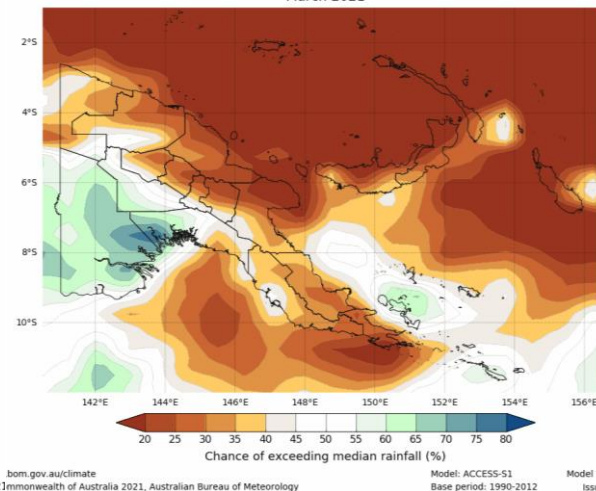 March 2021
2°S
4°S
6°S
8°S
10°S
142°E 144°E 146°E 148°E 150°E 152°E 154°E 156°E
20 25 30 35 40 45 50 55 60 65 70 75 80
Chance of exceeding median rainfall (%)
.bom.gov.au/climate Model: ACCESS-S1 Model
mmonwealth of Australia 2021, Australian Bureau of Meteorology Base period: 1990-2012 Issu